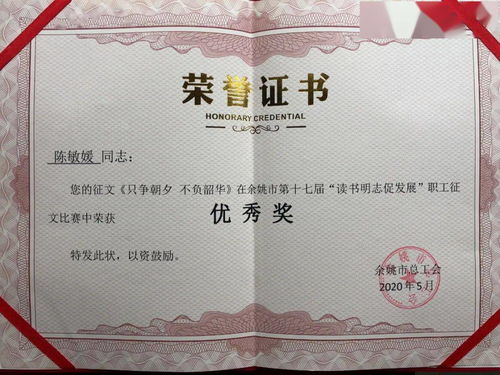 荣誉证书
HONORARY CREDENTIAL
陈敏媛 同志：
您的征文《只争朝夕 不负韶华》在余姚市第十七届“读书明志促发展”职工征
文比赛中荣获
优秀奖
特发此状，以资鼓励。
余姚市总工会
2020年5月